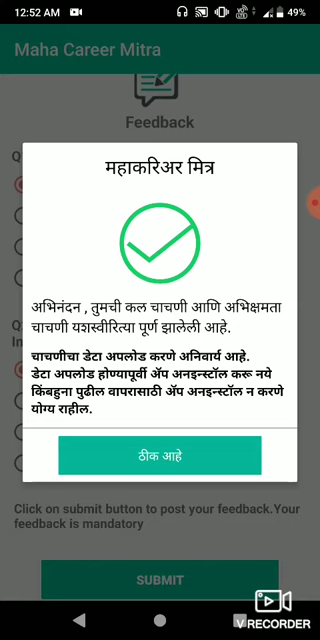 12:52 AM
49%
Maha Career Mitra
Feedback
महाकरिअर मित्र
अभिनंदन , तुमची कल चाचणी आणि अभिक्षमता
चाचणी यशस्वीरित्या पूर्ण झालेली आहे.
चाचणीचा डेटा अपलोड करणे अनिवार्य आहे.
डेटा अपलोड होण्यापूर्वी ॲप अनइन्स्टॉल करू नये
किंबहुना पुढील वापरासाठी ॲप अनइन्स्टॉल न करणे
योग्य राहील.
ठीक आहे
Click on submit button to post your feedback.Your
feedback is mandatory
SUBMIT
V RECORDER